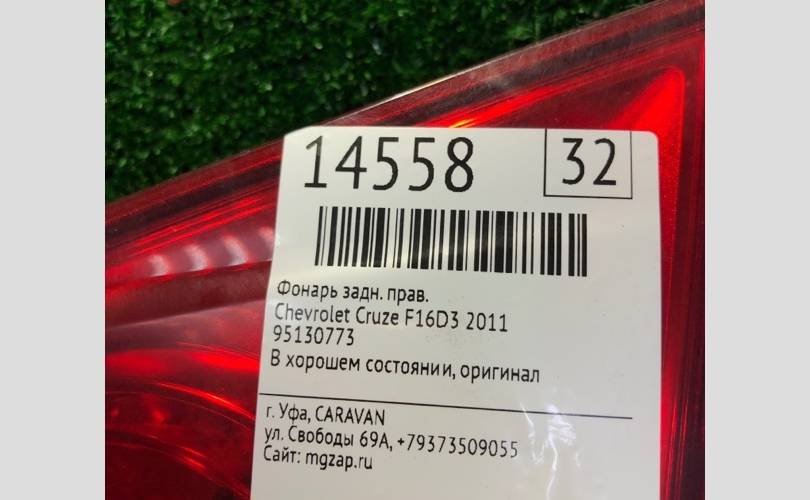 14558 32
Фонарь задн. прав.
Chevrolet Cruze F16D3 2011
95130773
В хорошем состоянии, оригинал
г. Уфа, CARAVAN
ул. Свободы 69А, +79373509055
Сайт: mgzap.ru